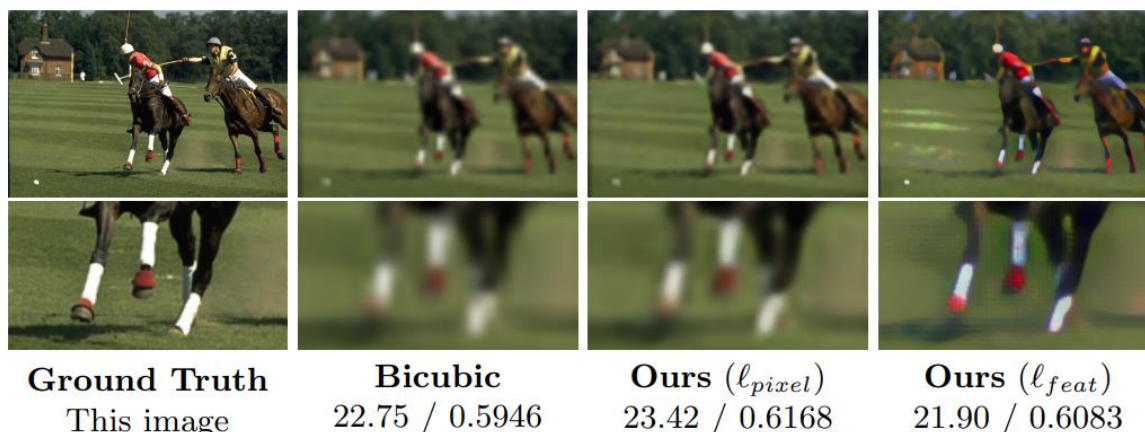 Ground Truth
This image
Bicubic
22.75 / 0.5946
Ours (ℓpixel)
23.42 / 0.6168
Ours (ℓfeat)
21.90 / 0.6083